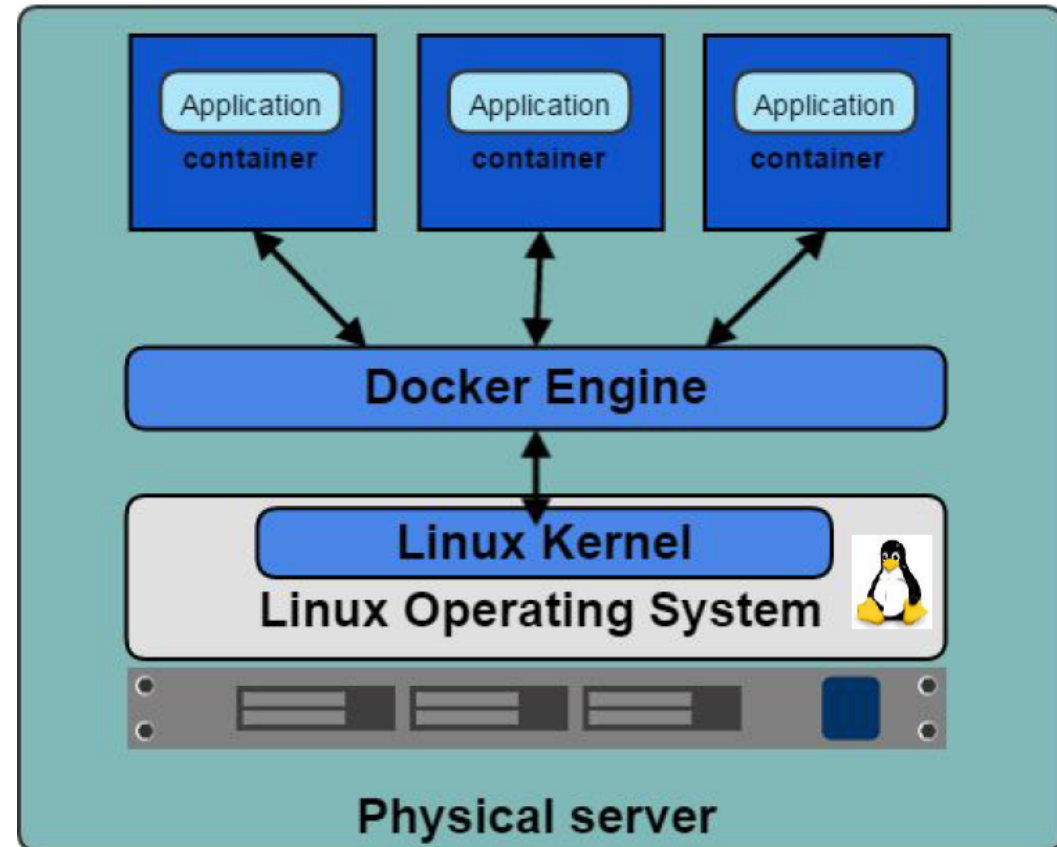 Application
container
Application
container
Application
container
Docker Engine
Linux Kernel
Linux Operating System
Physical server